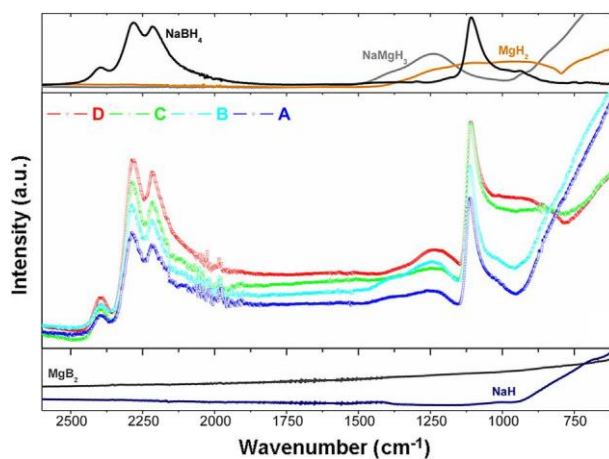 NaBH4
NaMgH3
MgH2
D C B A
Intensity (a.u.)
MgB2
NaH
2500 2250 2000 1750 1500 1250 1000 750
Wavenumber (cm-1)